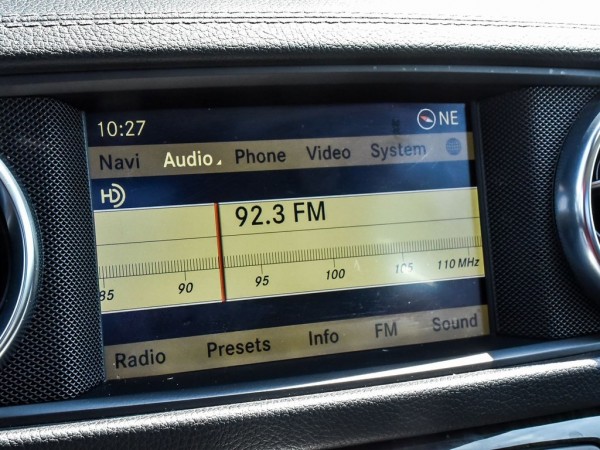 10:27 NE
Navi Audio Phone Video System
HD
92.3 FM
85 90 95 100 105 110 MHz
Radio Presets Info FM Sound